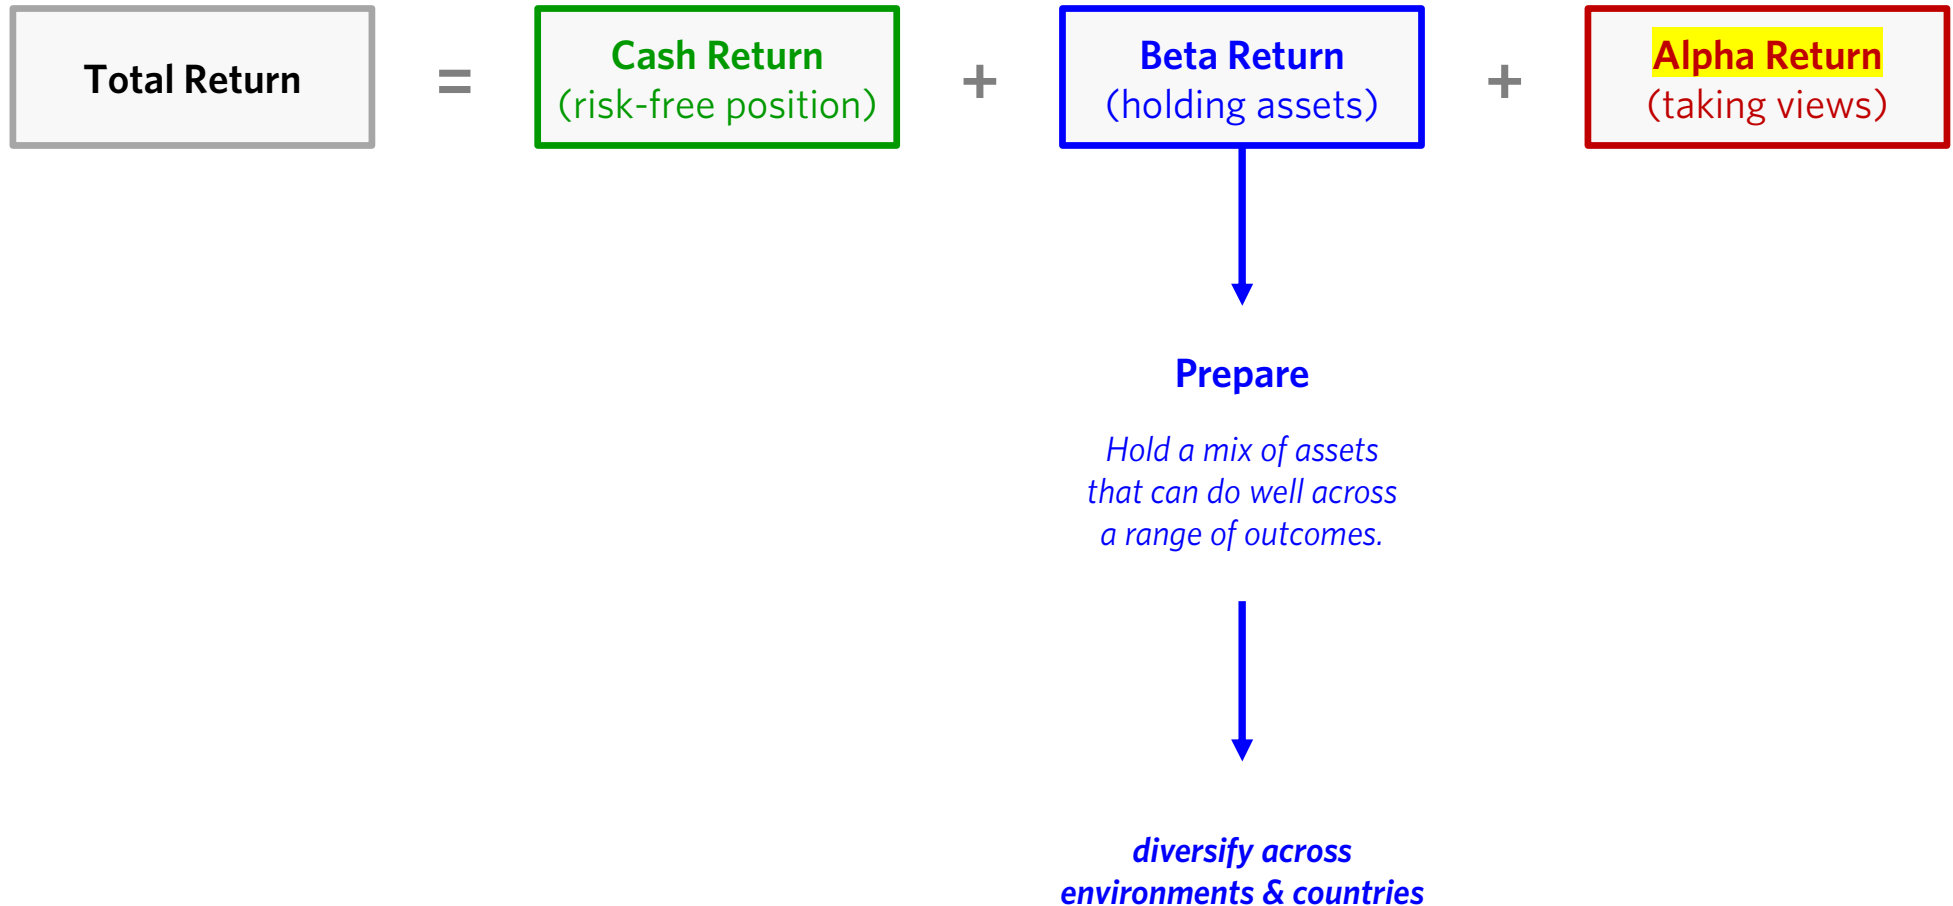 Total Return
=
Cash Return
(risk-free position)
+
Beta Return
(holding assets)
+
Alpha Return
(taking views)
Prepare
Hold a mix of assets
that can do well across
a range of outcomes.
diversify across
environments & countries